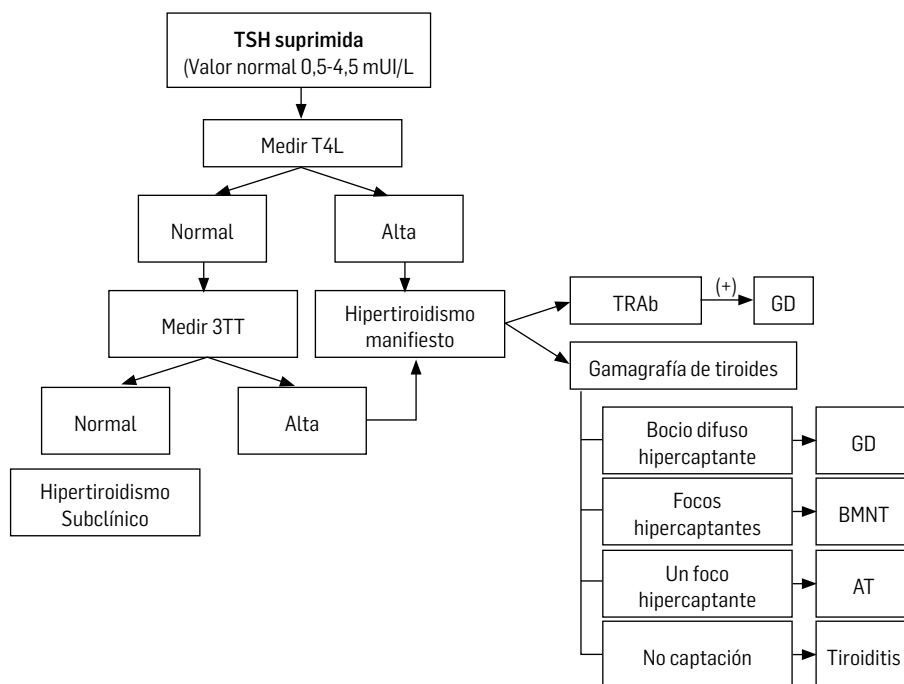 TSH suprimida
(Valor normal 0,5-4,5 mUI/L
Medir T4L
Normal
Alta
Medir 3TT
Hipertiroidismo
manifiesto
TRAb
(+)
GD
Gamagrafía de tiroides
Normal
Alta
Hipertiroidismo
Subclínico
Bocio difuso
hipercaptante
GD
Focos
hipercaptantes
BMNT
Un foco
hipercaptante
AT
No captación
Tiroiditis